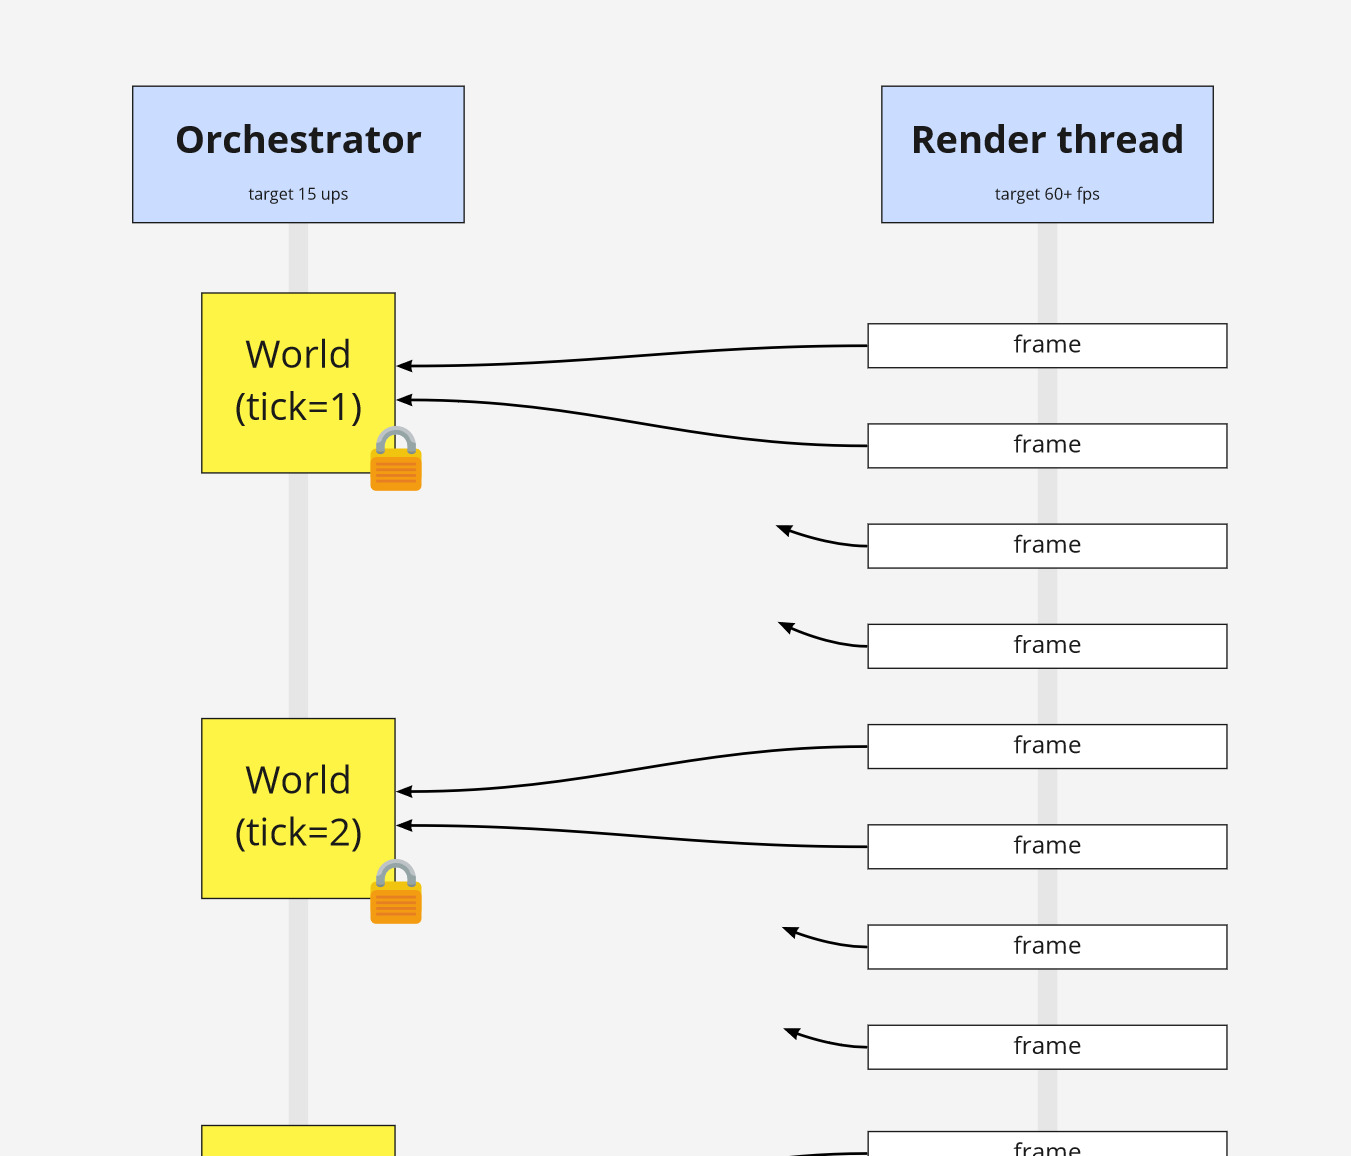 Orchestrator
target 15 ups
Render thread
target 60+ fps
World
(tick=1)
frame
frame
frame
frame
World
(tick=2)
frame
frame
frame
frame
frame